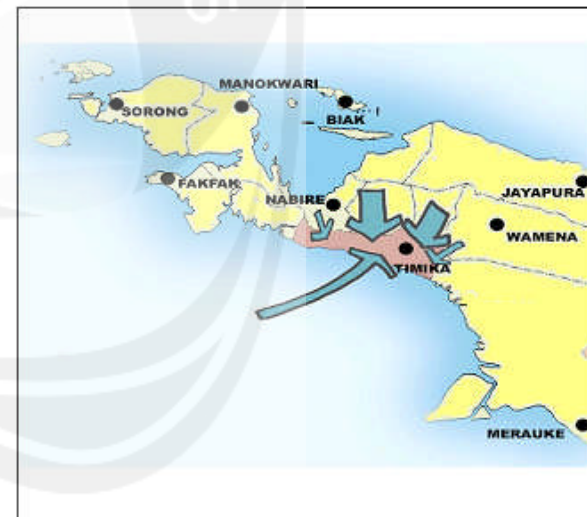 MANOKWARI
SORONG
BIAK
FAKFAK
JAYAPURA
NABIRE
WAMENA
TIMIKA
MERAUKE